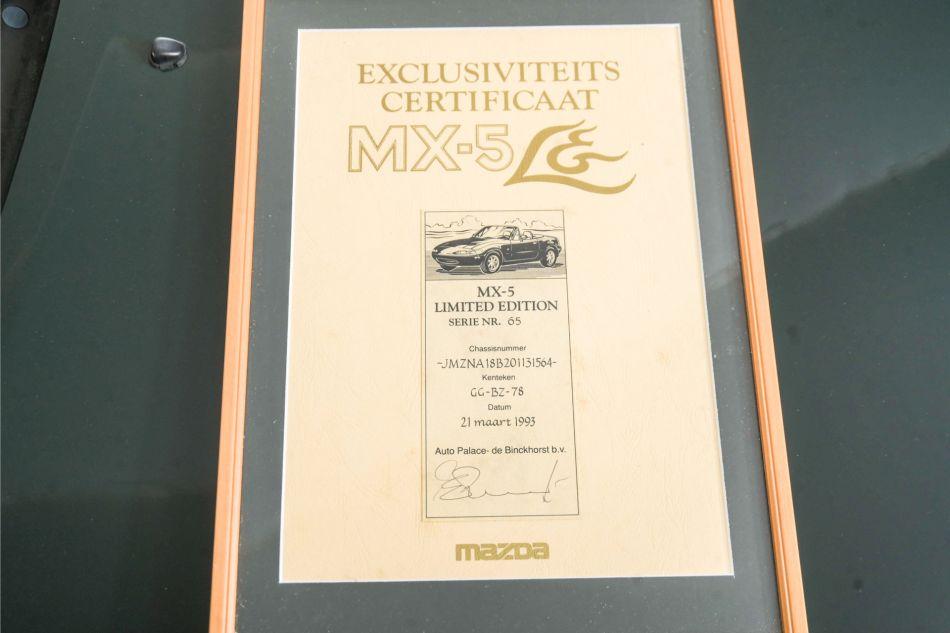 EXCLUSIVITEITS
CERTIFICAAT
MX-5 LE
MX-5
LIMITED EDITION
SERIE NR. 65
Chassisnummer
-JMZNA18B201131564-
Kenteken
GG-BZ-78
Datum
21 maart 1993
Auto Palace- de Binckhorst b.v.
mazda